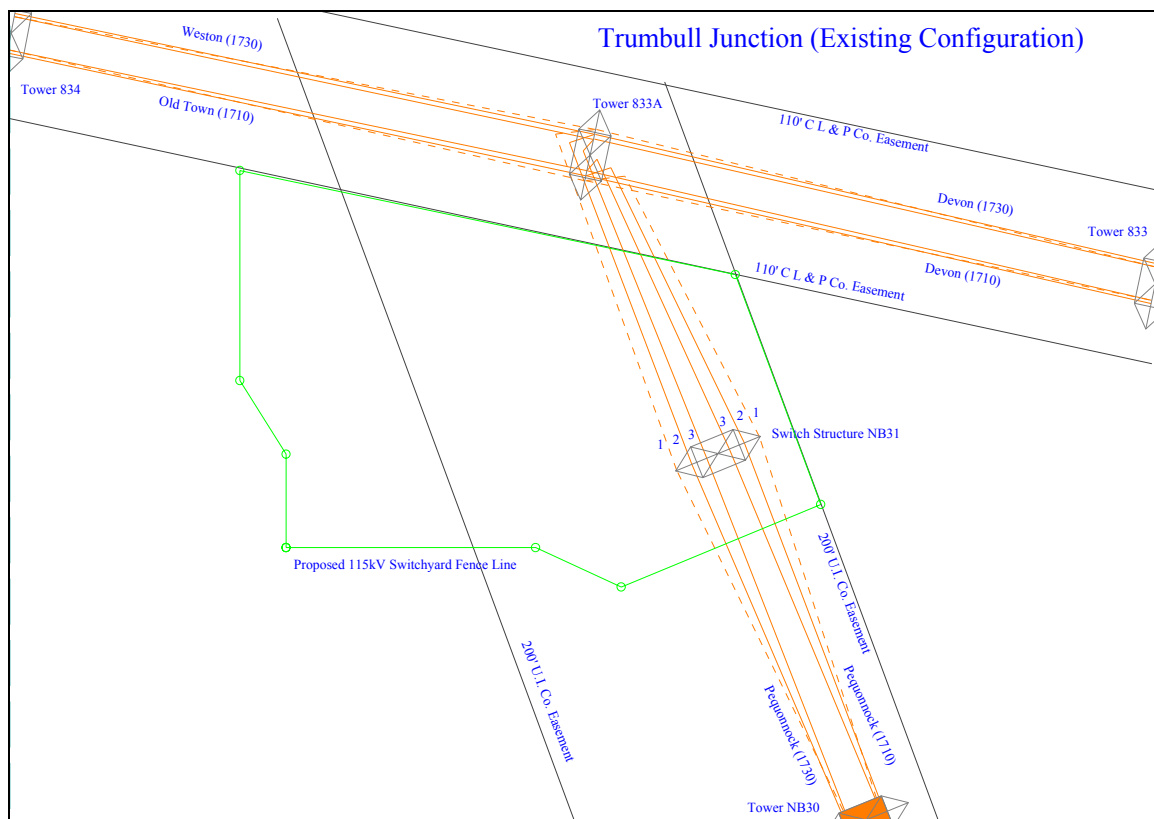 Trumbull Junction (Existing Configuration)
Weston (1730)
Tower 834
Old Town (1710)
Tower 833A
110' C L & P Co. Easement
Devon (1730)
Tower 833
Devon (1710)
110' C L & P Co. Easement
1 2 3 3 2 1
Switch Structure NB31
Proposed 115kV Switchyard Fence Line
200' U.I. Co. Easement
200' U.I. Co. Easement
Pequonnock (1730)
Pequonnock (1710)
Tower NB30